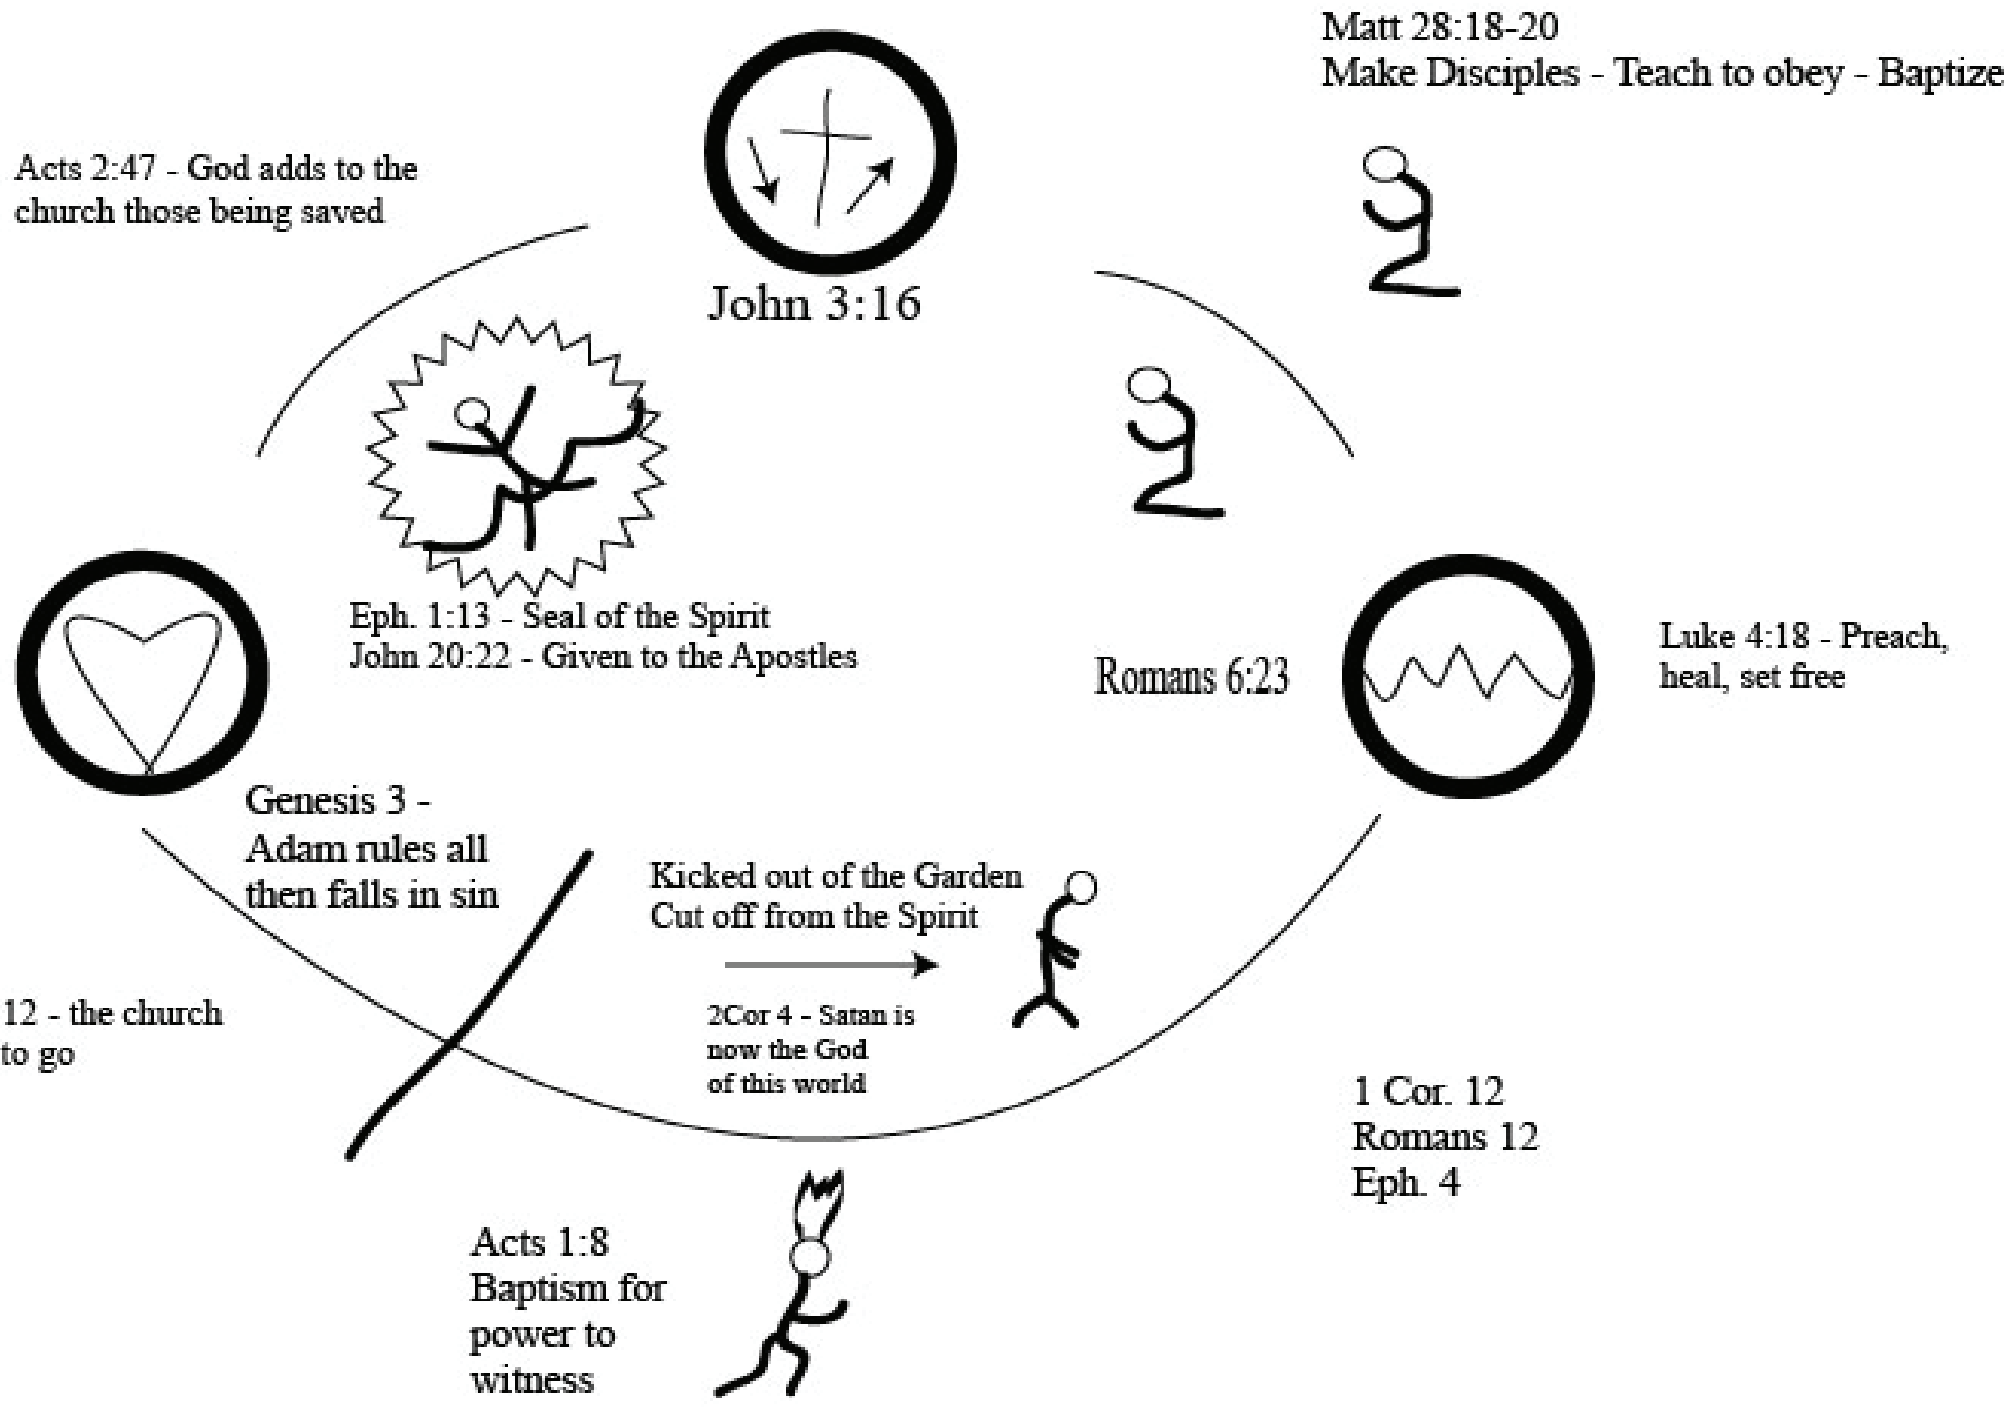 Matt 28:18-20
Make Disciples - Teach to obey - Baptize
Acts 2:47 - God adds to the
church those being saved
John 3:16
Eph. 1:13 - Seal of the Spirit
John 20:22 - Given to the Apostles
Romans 6:23
Luke 4:18 - Preach,
heal, set free
Genesis 3 -
Adam rules all
then falls in sin
Kicked out of the Garden
Cut off from the Spirit
2Cor 4 - Satan is
now the God
of this world
12 - the church
to go
1 Cor. 12
Romans 12
Eph. 4
Acts 1:8
Baptism for
power to
witness